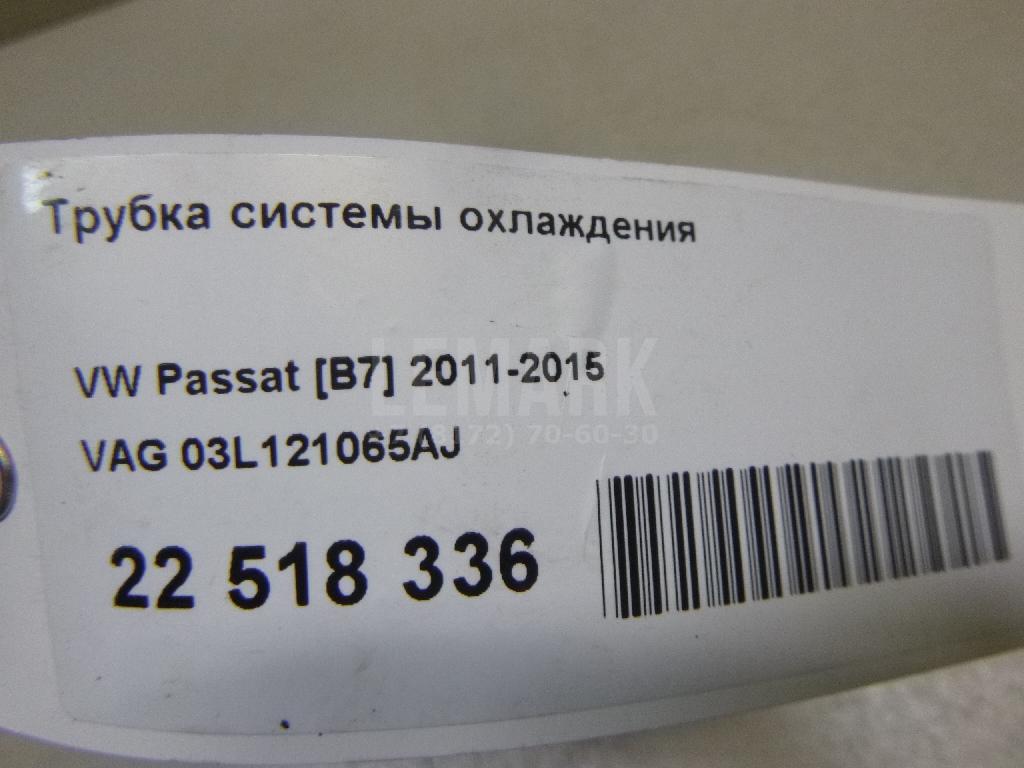 Трубка системы охлаждения
VW Passat [B7] 2011-2015
LEMARK
72) 70-60-30
VAG 03L121065AJ
22 518 336